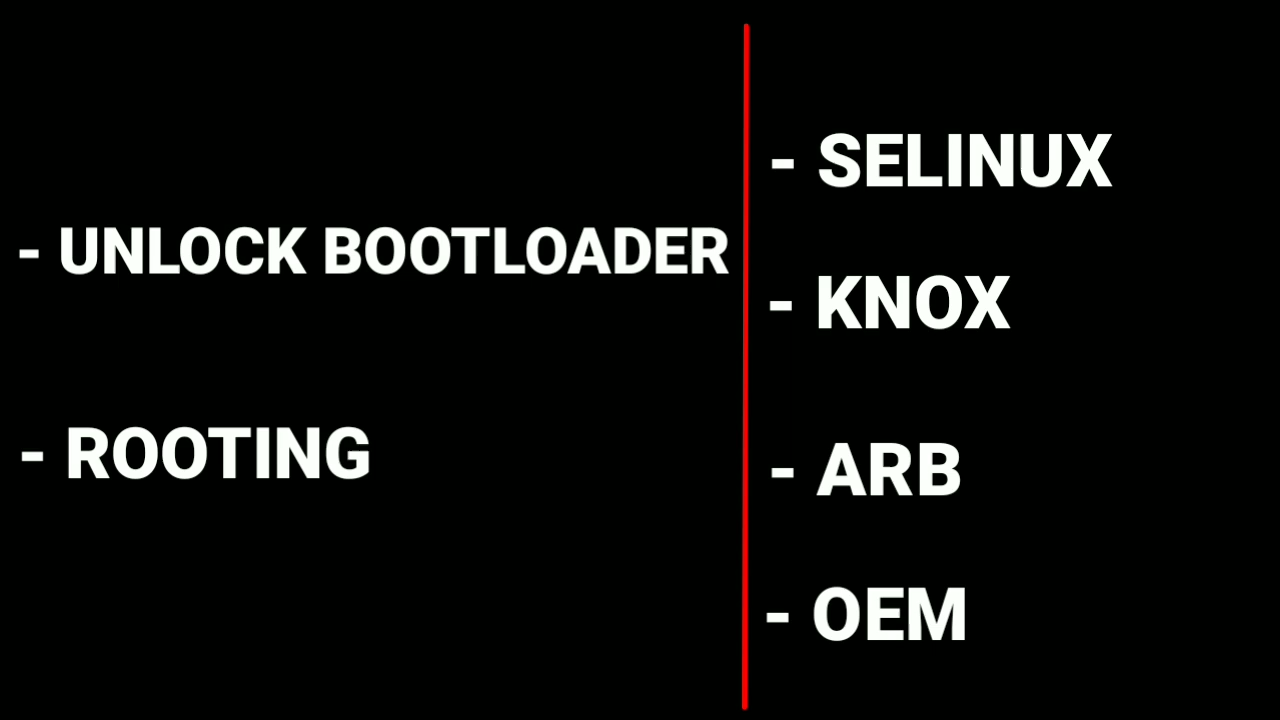 - UNLOCK BOOTLOADER
- ROOTING
- SELINUX
- KNOX
- ARB
- OEM